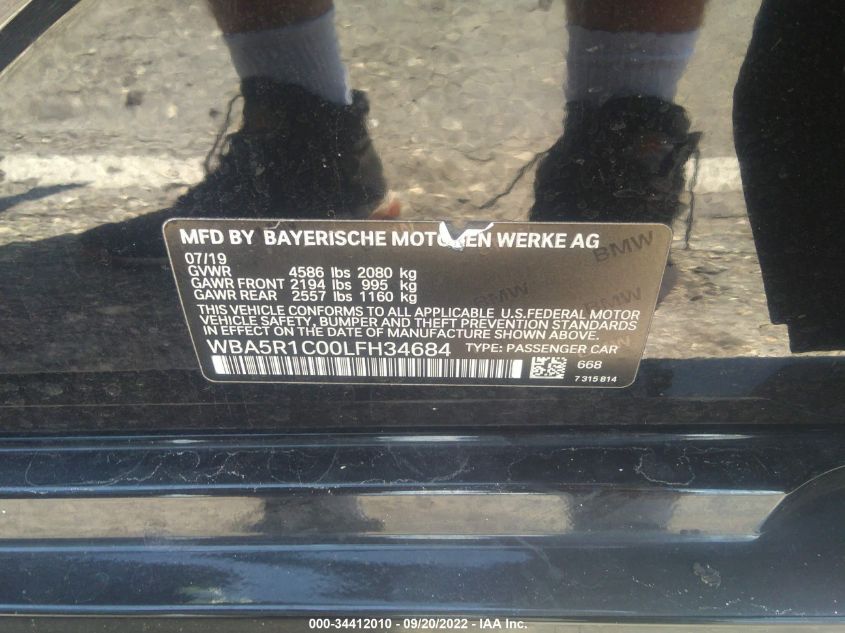 MFD BY BAYERISCHE MOTOREN WERKE AG
07/19
GVWR 4586 lbs 2080 kg
GAWR FRONT 2194 lbs 995 kg
GAWR REAR 2557 lbs 1160 kg
THIS VEHICLE CONFORMS TO ALL APPLICABLE U.S.FEDERAL MOTOR
VEHICLE SAFETY, BUMPER AND THEFT PREVENTION
STANDARDS IN EFFECT ON THE DATE OF MANUFACTURE SHOWN ABOVE.
WBA5R1C00LFH34684 TYPE: PASSENGER CAR
668
7 315 814
BMW
BMW
000-34412010 - 09/20/2022 - IAA, Inc.